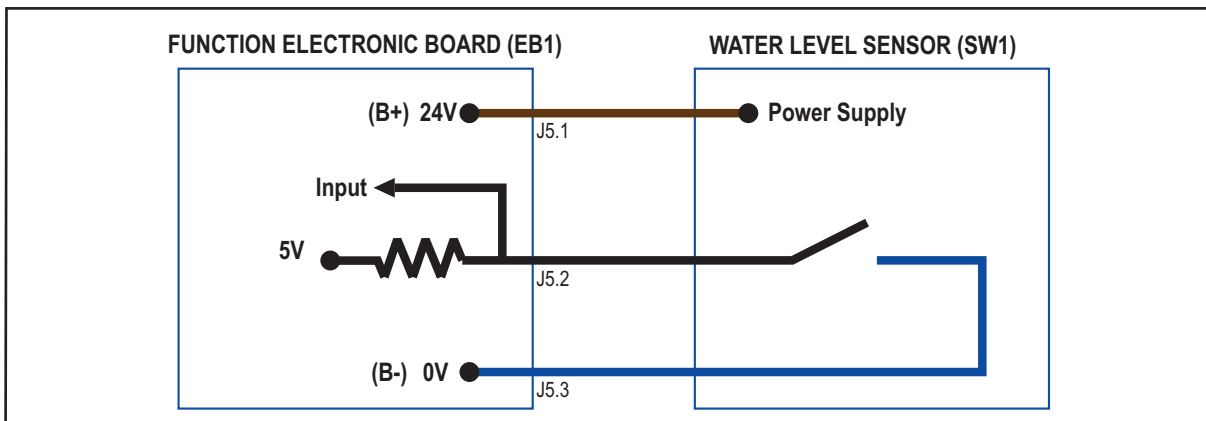 FUNCTION ELECTRONIC BOARD (EB1)
WATER LEVEL SENSOR (SW1)
(B+) 24V
J5.1
Power Supply
Input
5V
J5.2
(B-) 0V
J5.3